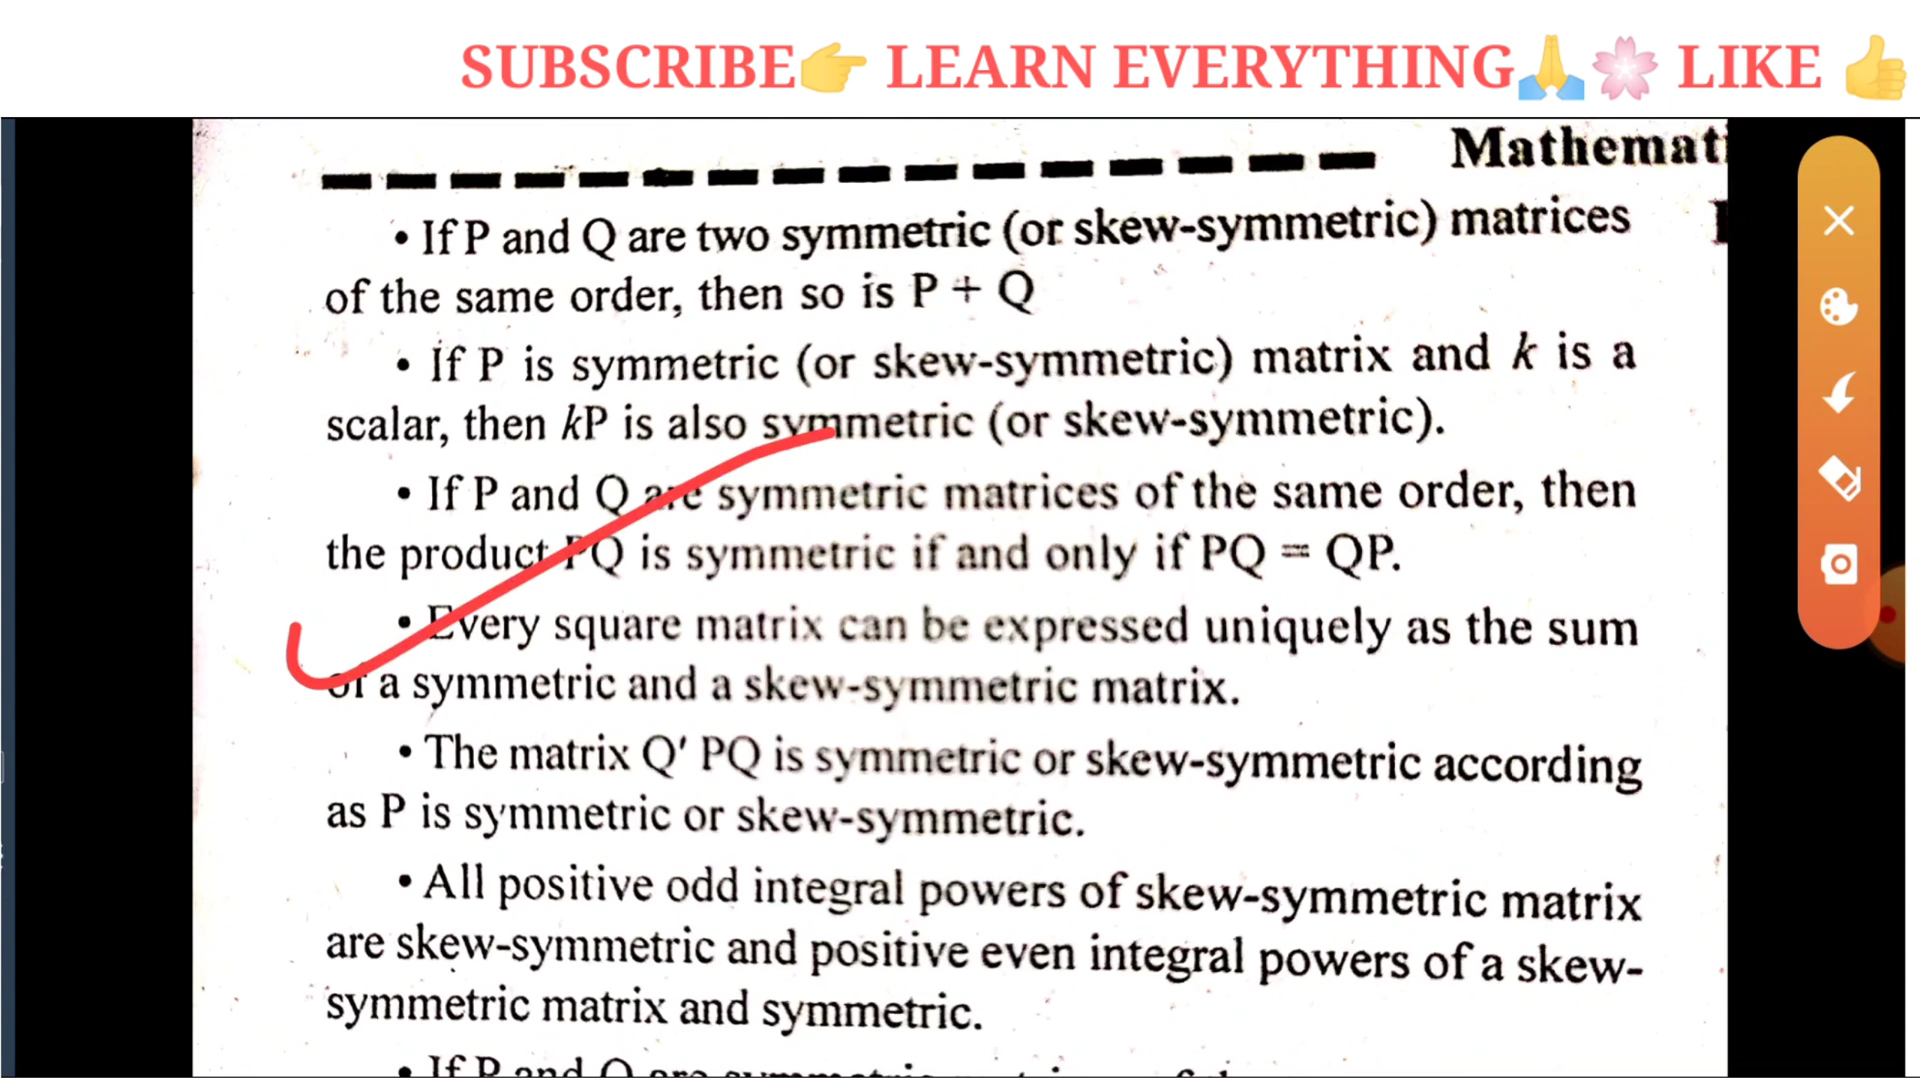 SUBSCRIBE👉 LEARN EVERYTHING🙏🌸 LIKE 👍
Mathemati
• If P and Q are two symmetric (or skew-symmetric) matrices
of the same order, then so is P + Q
• If P is symmetric (or skew-symmetric) matrix and k is a
scalar, then kP is also symmetric (or skew-symmetric).
• If P and Q are symmetric matrices of the same order, then
the product PQ is symmetric if and only if PQ = QP.
• Every square matrix can be expressed uniquely as the sum
of a symmetric and a skew-symmetric matrix.
• The matrix Q′ PQ is symmetric or skew-symmetric according
as P is symmetric or skew-symmetric.
• All positive odd integral powers of skew-symmetric matrix
are skew-symmetric and positive even integral powers of a skew-
symmetric matrix and symmetric.
• If P and Q are symmetric